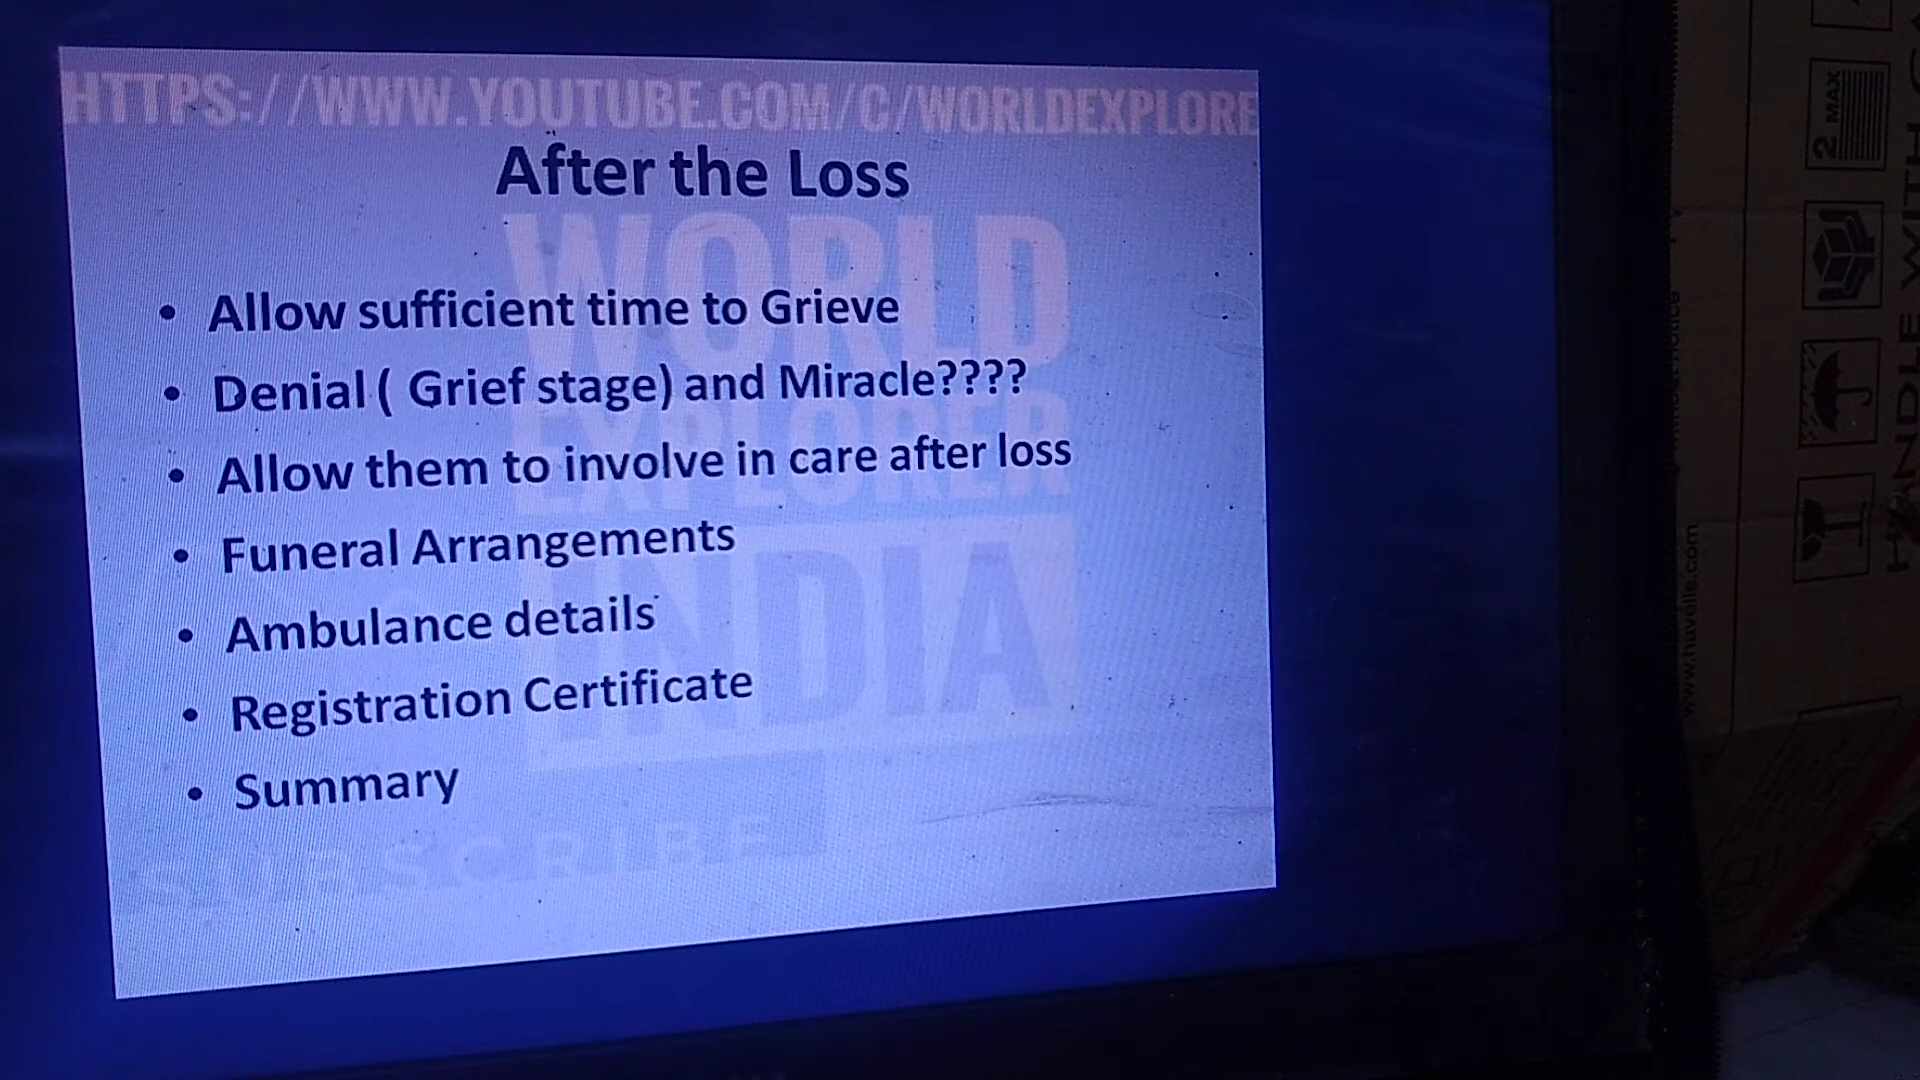 HTTPS://WWW.YOUTUBE.COM/C/WORLDEXPLORE
After the Loss
WORLD
EXPLORER
INDIA
• Allow sufficient time to Grieve
• Denial ( Grief stage) and Miracle????
• Allow them to involve in care after loss
• Funeral Arrangements
• Ambulance details
• Registration Certificate
• Summary
SUBSCRIBE
2 MAX
www.havells.com